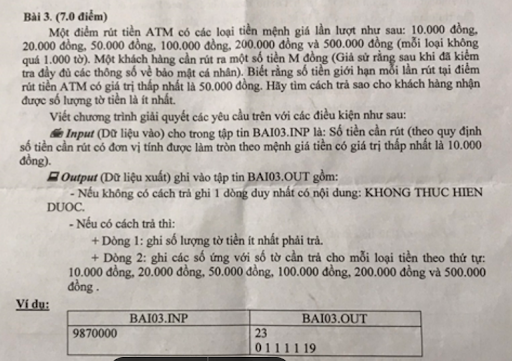 Bài 3. (7.0 điểm)
Một điểm rút tiền ATM có các loại tiền mệnh giá lần lượt như sau: 10.000 đồng,
20.000 đồng, 50.000 đồng, 100.000 đồng, 200.000 đồng và 500.000 đồng (mỗi loại không
quá 1.000 tờ). Một khách hàng cần rút ra một số tiền M đồng (Giả sử rằng sau khi đã kiểm
tra đầy đủ các thông số về bảo mật cá nhân). Biết rằng số tiền giới hạn mỗi lần rút tại điểm
rút tiền ATM có giá trị thấp nhất là 50.000 đồng. Hãy tìm cách trả sao cho khách hàng nhận
được số lượng tờ tiền là ít nhất.
Viết chương trình giải quyết các yêu cầu trên với các điều kiện như sau:
Input (Dữ liệu vào) cho trong tập tin BAI03.INP là: Số tiền cần rút (theo quy định
số tiền cần rút có đơn vị tính được làm tròn theo mệnh giá tiền có giá trị thấp nhất là 10.000
đồng).
Output (Dữ liệu xuất) ghi vào tập tin BAI03.OUT gồm:
- Nếu không có cách trả ghi 1 dòng duy nhất có nội dung: KHONG THUC HIEN
DUOC.
- Nếu có cách trả thì:
+ Dòng 1: ghi số lượng tờ tiền ít nhất phải trả.
+ Dòng 2: ghi các số ứng với số tờ cần trả cho mỗi loại tiền theo thứ tự:
10.000 đồng, 20.000 đồng, 50.000 đồng, 100.000 đồng, 200.000 đồng và 500.000
đồng .
Ví dụ:
BAI03.INP BAI03.OUT
9870000 23
0 1 1 1 1 19